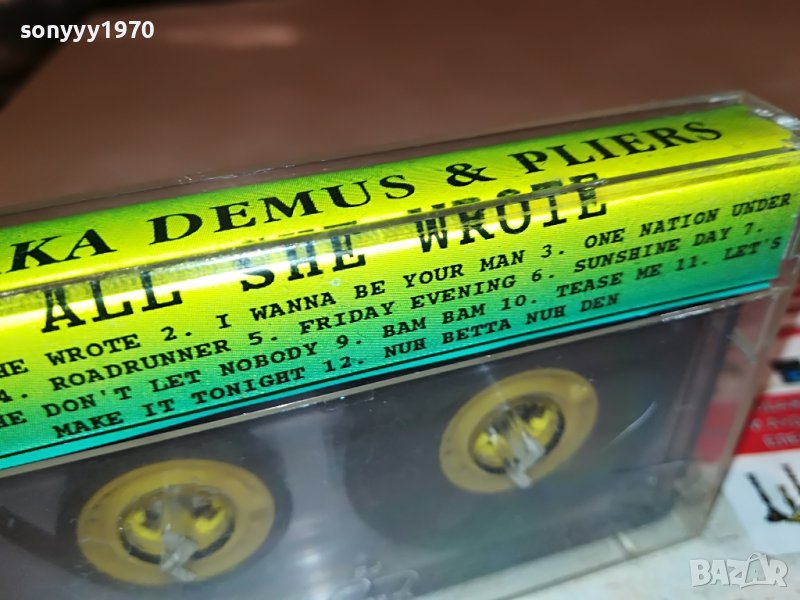 sonyyy1970
KA DEMUS & PLIERS
ALL SHE WROTE
HE WROTE 2. I WANNA BE YOUR MAN 3. ONE NATION UNDER
4. ROADRUNNER 5. FRIDAY EVENING 6. SUNSHINE DAY 7.
HE DON'T LET NOBODY 9. BAM BAM 10. TEASE ME 11. LET'S
MAKE IT TONIGHT 12. NUH BETTA NUH DEN
BAZAR